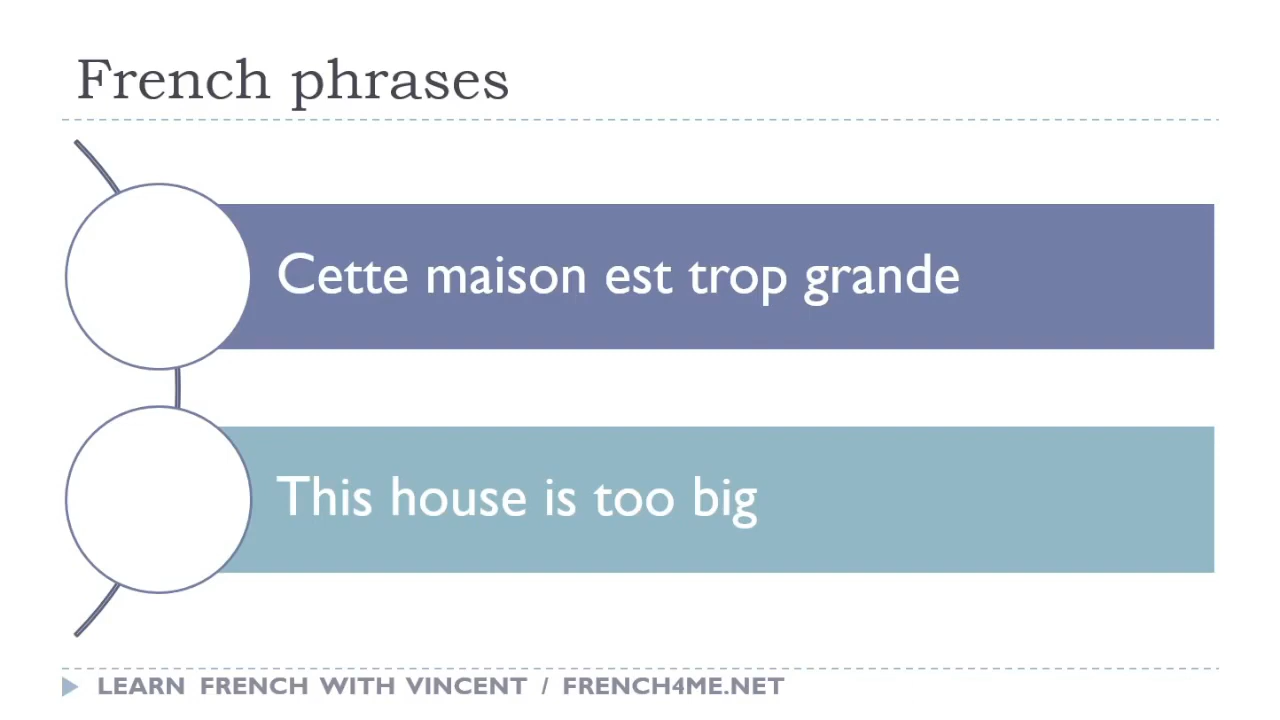 French phrases
Cette maison est trop grande
This house is too big
LEARN FRENCH WITH VINCENT / FRENCH4ME.NET